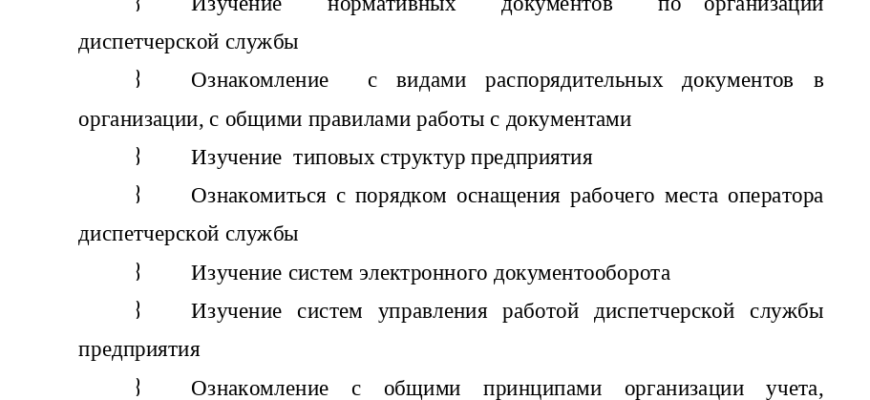 ⌇ Изучение нормативных документов по организации
диспетчерской службы
⌇ Ознакомление с видами распорядительных документов в
организации, с общими правилами работы с документами
⌇ Изучение типовых структур предприятия
⌇ Ознакомиться с порядком оснащения рабочего места оператора
диспетчерской службы
⌇ Изучение систем электронного документооборота
⌇ Изучение систем управления работой диспетчерской службы
предприятия
⌇ Ознакомление с общими принципами организации учета,